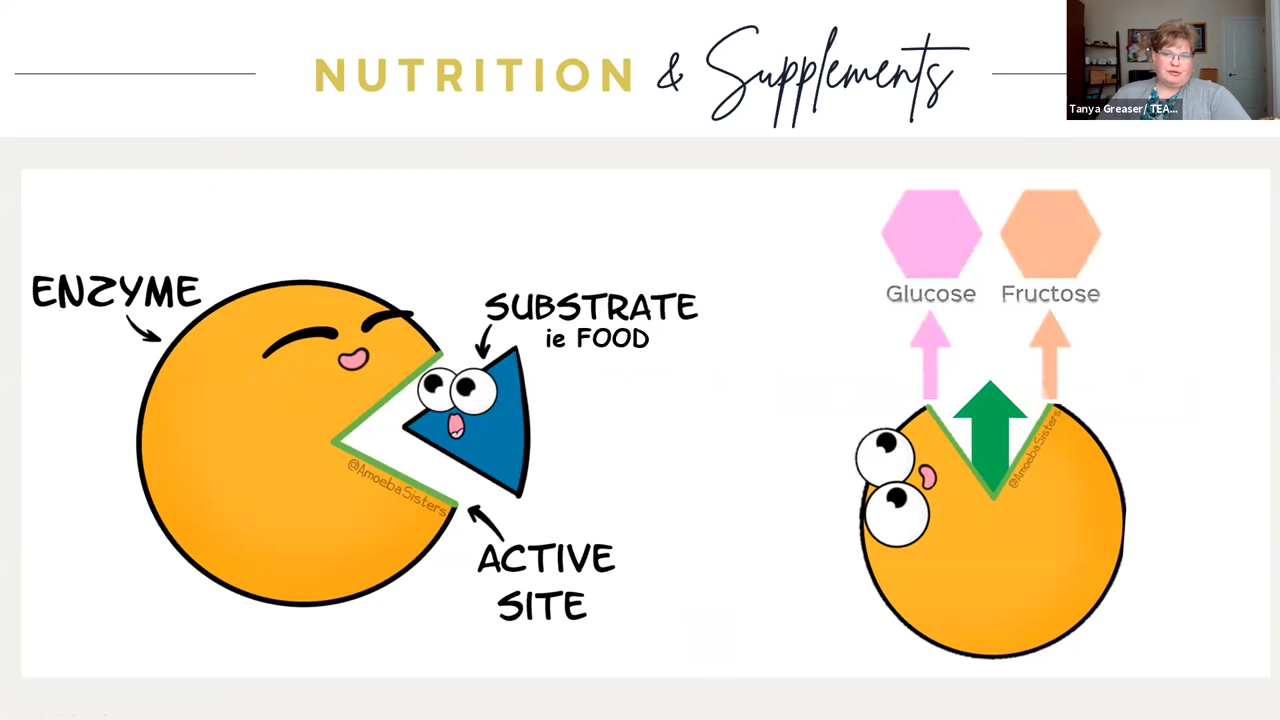 NUTRITION & Supplements
Tanya Greaser/ TEA...
ENZYME
SUBSTRATE
ie FOOD
@AmoebaSisters
ACTIVE
SITE
Glucose
Fructose
@AmoebaSisters